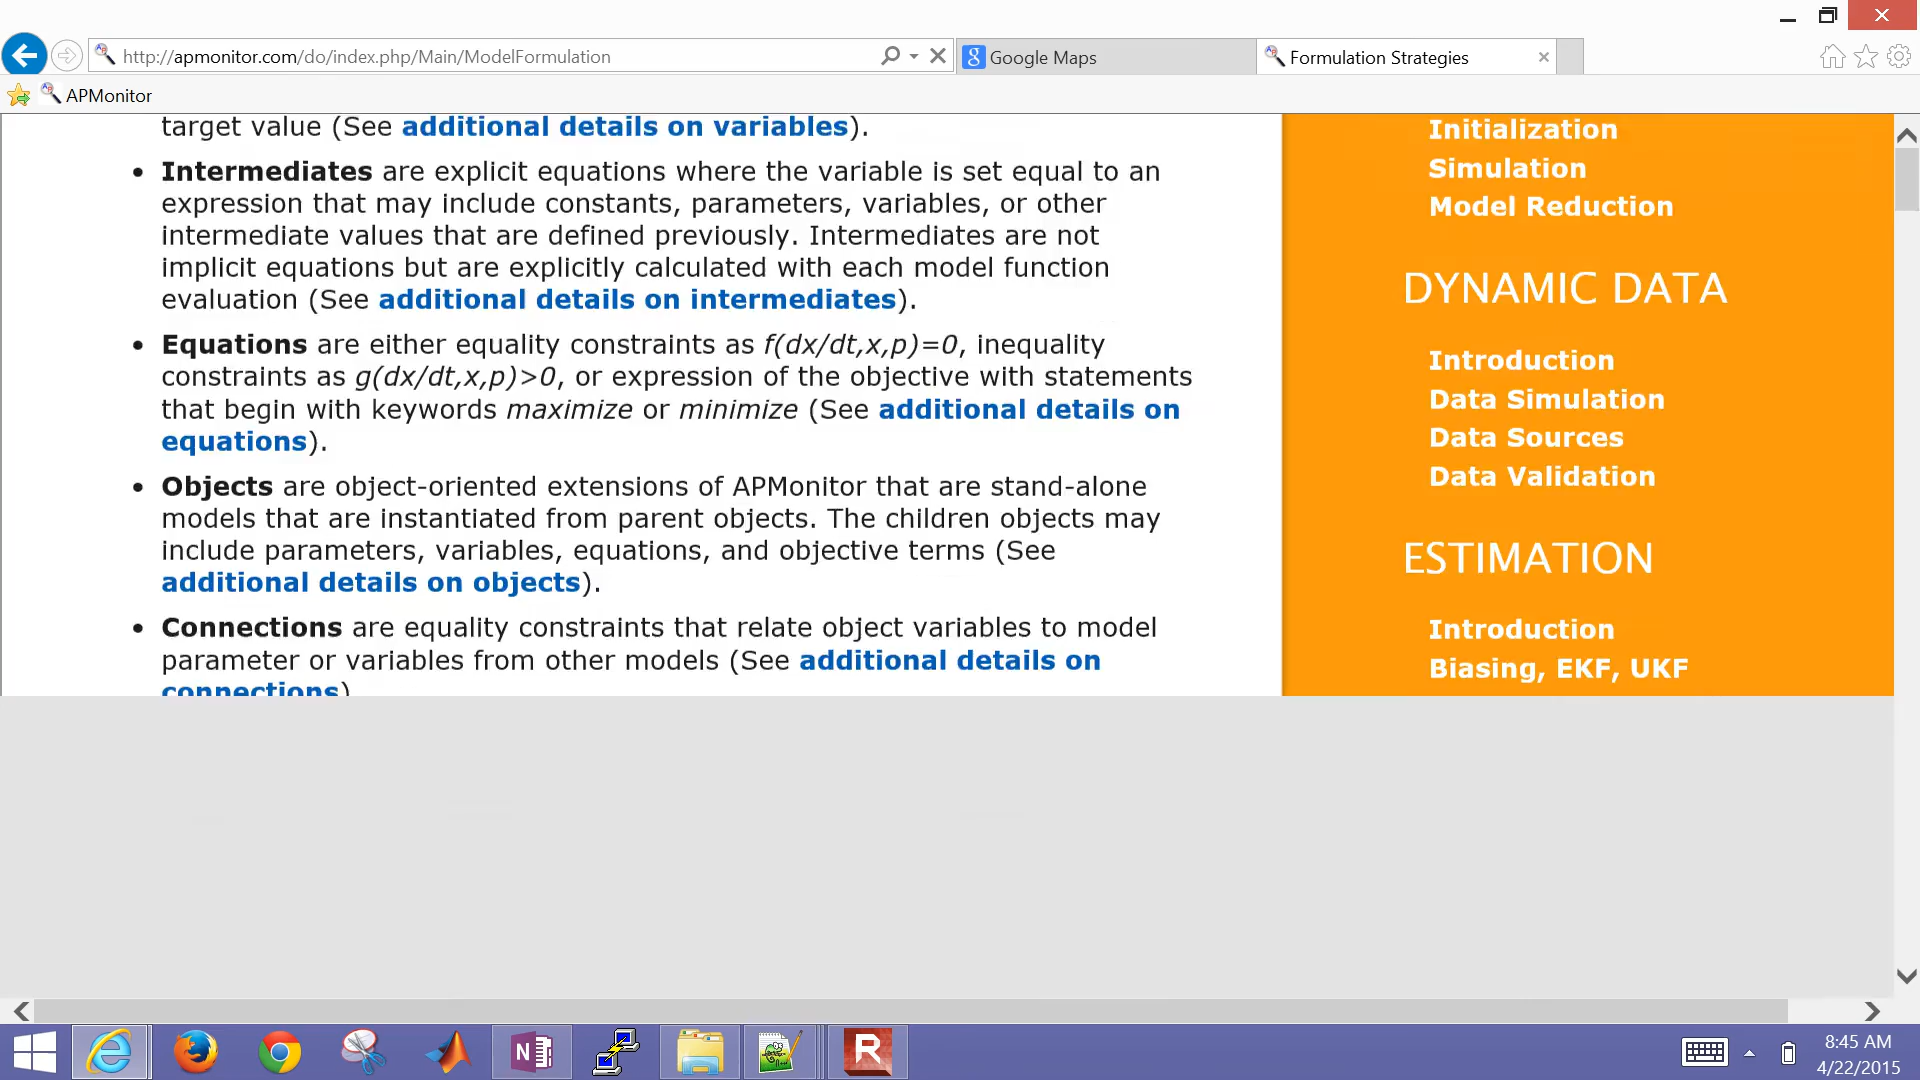 http://apmonitor.com/do/index.php/Main/ModelFormulation
Google Maps
Formulation Strategies
APMonitor
target value (See additional details on variables).
Intermediates are explicit equations where the variable is set equal to an
expression that may include constants, parameters, variables, or other
intermediate values that are defined previously. Intermediates are not
implicit equations but are explicitly calculated with each model function
evaluation (See additional details on intermediates).
Equations are either equality constraints as f(dx/dt,x,p)=0, inequality
constraints as g(dx/dt,x,p)>0, or expression of the objective with statements
that begin with keywords maximize or minimize (See additional details on
equations).
Objects are object-oriented extensions of APMonitor that are stand-alone
models that are instantiated from parent objects. The children objects may
include parameters, variables, equations, and objective terms (See
additional details on objects).
Connections are equality constraints that relate object variables to model
parameter or variables from other models (See additional details on
connections)
Initialization
Simulation
Model Reduction
DYNAMIC DATA
Introduction
Data Simulation
Data Sources
Data Validation
ESTIMATION
Introduction
Biasing, EKF, UKF
8:45 AM
4/22/2015